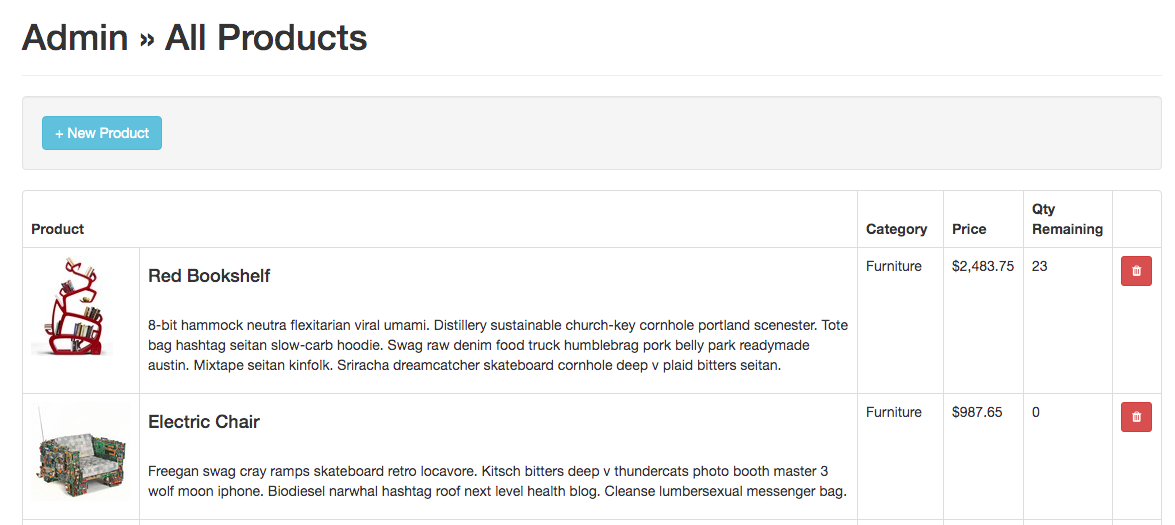 Admin » All Products
+ New Product
Product
Category
Price
Qty
Remaining
Red Bookshelf
8-bit hammock neutra flexitarian viral umami. Distillery sustainable church-key cornhole portland scenester. Tote
bag hashtag seitan slow-carb hoodie. Swag raw denim food truck humblebrag pork belly park readymade
austin. Mixtape seitan kinfolk. Sriracha dreamcatcher skateboard cornhole deep v plaid bitters seitan.
Furniture
$2,483.75
23
Electric Chair
Freegan swag cray ramps skateboard retro locavore. Kitsch bitters deep v thundercats photo booth master 3
wolf moon iphone. Biodiesel narwhal hashtag roof next level health blog. Cleanse lumbersexual messenger bag.
Furniture
$987.65
0